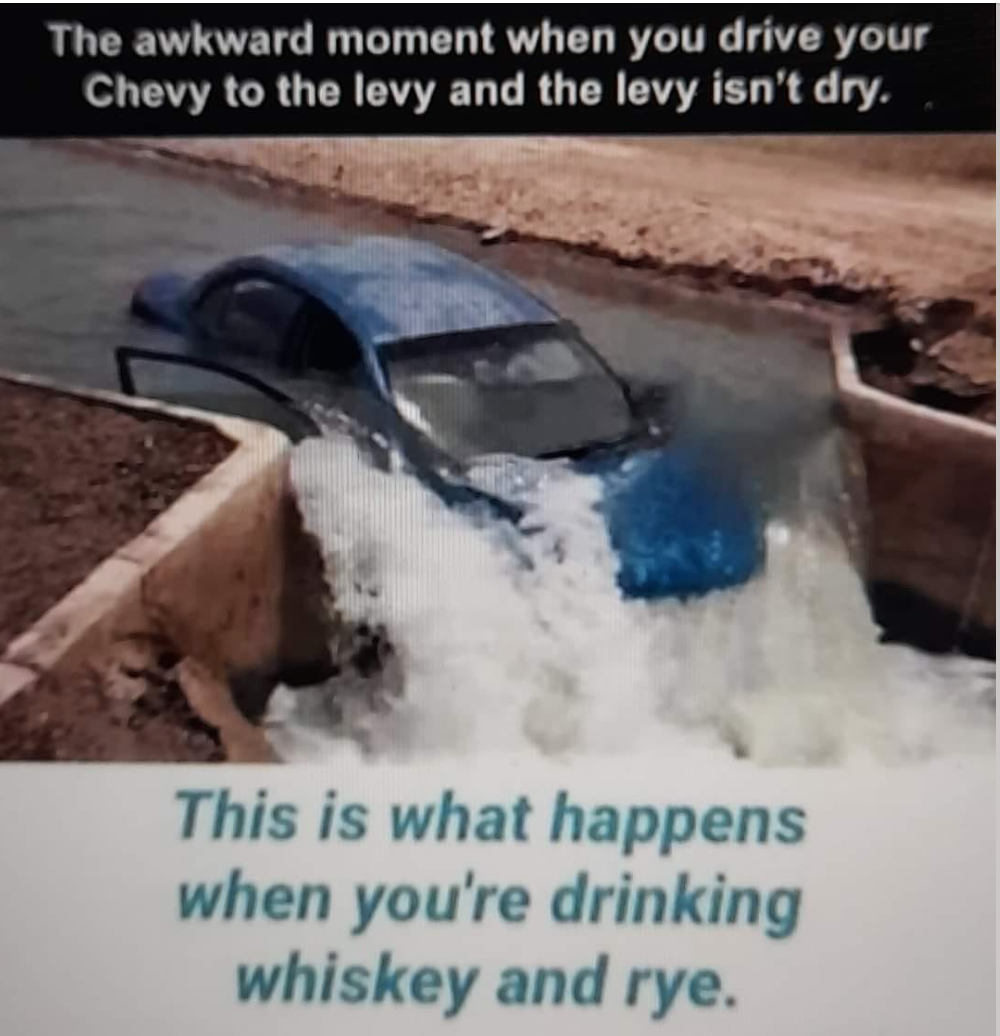 The awkward moment when you drive your
Chevy to the levy and the levy isn't dry.
This is what happens
when you're drinking
whiskey and rye.